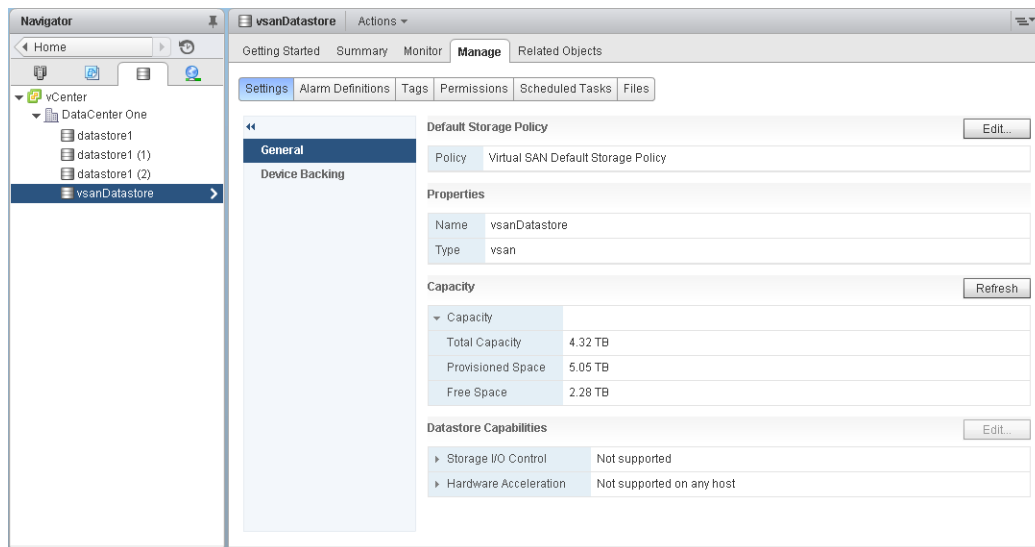 Navigator
Home
vCenter
DataCenter One
datastore1
datastore1 (1)
datastore1 (2)
vsanDatastore
vsanDatastore Actions
Getting Started Summary Monitor Manage Related Objects
Settings Alarm Definitions Tags Permissions Scheduled Tasks Files
General
Device Backing
Default Storage Policy Edit...
Policy Virtual SAN Default Storage Policy
Properties
Name vsanDatastore
Type vsan
Capacity Refresh
Capacity
Total Capacity 4.32 TB
Provisioned Space 5.05 TB
Free Space 2.28 TB
Datastore Capabilities Edit...
Storage I/O Control Not supported
Hardware Acceleration Not supported on any host